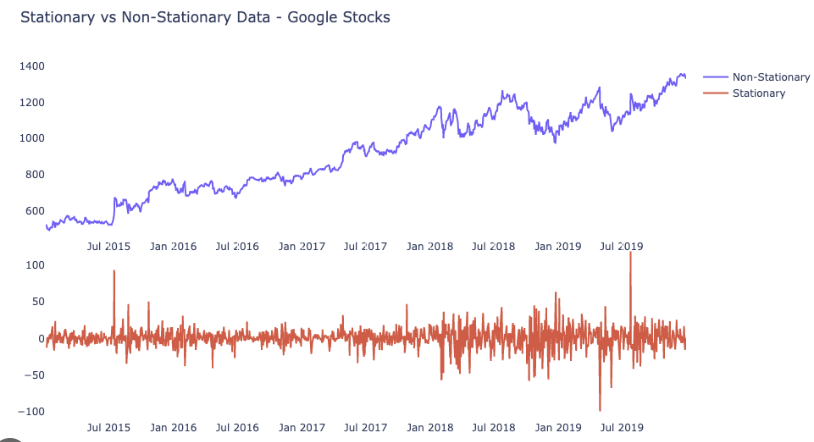 Stationary vs Non-Stationary Data - Google Stocks
1400
1200
1000
800
600
Non-Stationary
Stationary
Jul 2015 Jan 2016 Jul 2016 Jan 2017 Jul 2017 Jan 2018 Jul 2018 Jan 2019 Jul 2019
100
50
0
−50
−100
Jul 2015 Jan 2016 Jul 2016 Jan 2017 Jul 2017 Jan 2018 Jul 2018 Jan 2019 Jul 2019